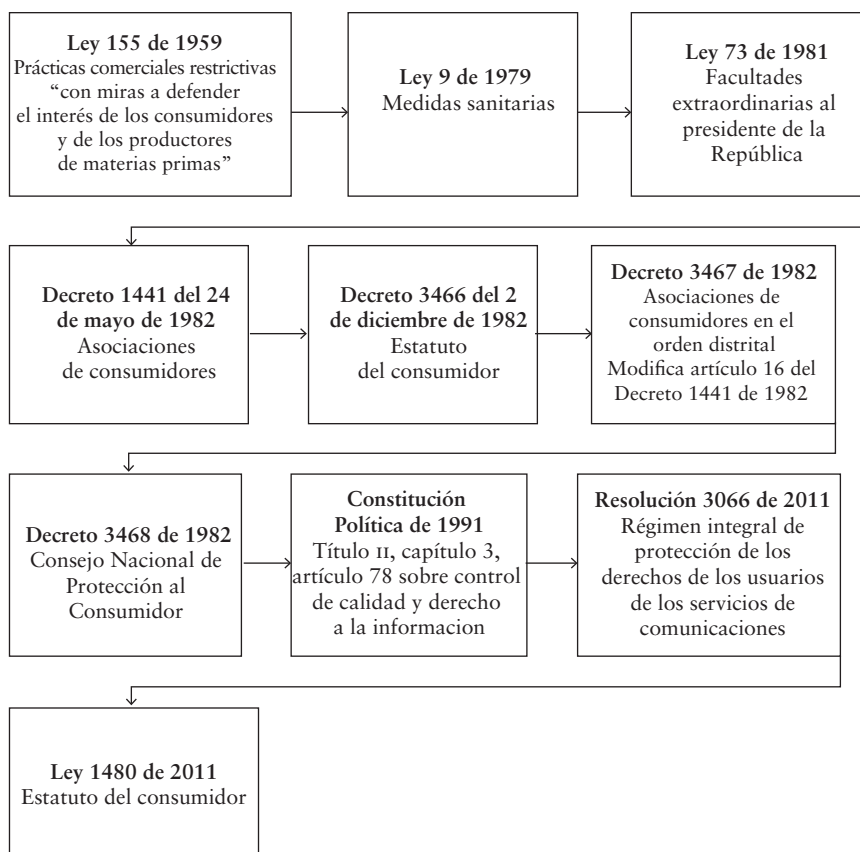 Ley 155 de 1959
Prácticas comerciales restrictivas
“con miras a defender
el interés de los consumidores
y de los productores
de materias primas”
Ley 9 de 1979
Medidas sanitarias
Ley 73 de 1981
Facultades
extraordinarias al
presidente de la
República
Decreto 1441 del 24
de mayo de 1982
Asociaciones
de consumidores
Decreto 3466 del 2
de diciembre de 1982
Estatuto
del consumidor
Decreto 3467 de 1982
Asociaciones de
consumidores en el
orden distrital
Modifica artículo 16 del
Decreto 1441 de 1982
Decreto 3468 de 1982
Consejo Nacional de
Protección al
Consumidor
Constitución
Política de 1991
Título II, capítulo 3,
artículo 78 sobre control
de calidad y derecho
a la informacion
Resolución 3066 de 2011
Régimen integral de
protección de los
derechos de los usuarios
de los servicios de
comunicaciones
Ley 1480 de 2011
Estatuto del consumidor